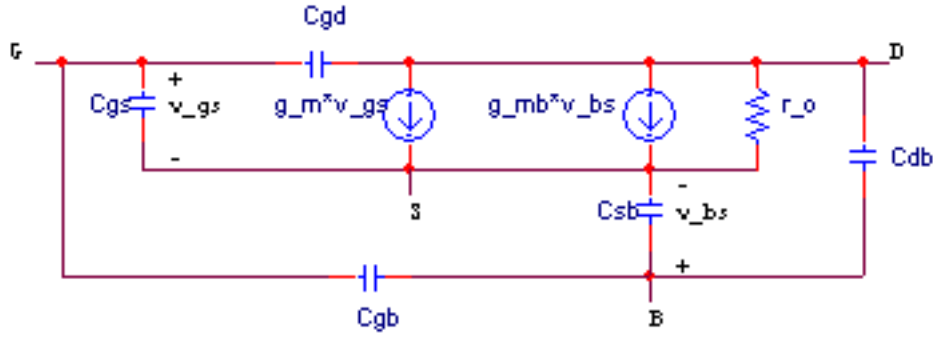 Cgd
G
D
+
Cgs
v_gs
g_m*v_gs
g_mb*v_bs
r_o
-
Cdb
S
-
Csb
v_bs
+
Cgb
B